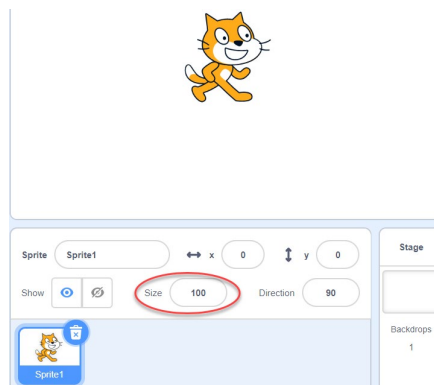 Sprite Sprite1 x 0 y 0
Show Size 100 Direction 90
Sprite1
Stage
Backdrops
1